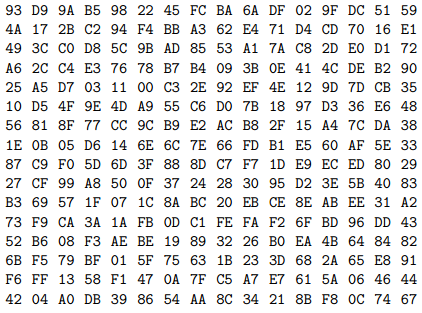 93 D9 9A B5 98 22 45 FC BA 6A DF 02 9F DC 51 59
4A 17 2B C2 94 F4 BB A3 62 E4 71 D4 CD 70 16 E1
49 3C C0 D8 5C 9B AD 85 53 A1 7A C8 2D E0 D1 72
A6 2C C4 E3 76 78 B7 B4 09 3B 0E 41 4C DE B2 90
25 A5 D7 03 11 00 C3 2E 92 EF 4E 12 9D 7D CB 35
10 D5 4F 9E 4D A9 55 C6 D0 7B 18 97 D3 36 E6 48
56 81 8F 77 CC 9C B9 E2 AC B8 2F 15 A4 7C DA 38
1E 0B 05 D6 14 6E 6C 7E 66 FD B1 E5 60 AF 5E 33
87 C9 F0 5D 6D 3F 88 8D C7 F7 1D E9 EC ED 80 29
27 CF 99 A8 50 0F 37 24 28 30 95 D2 3E 5B 40 83
B3 69 57 1F 07 1C 8A BC 20 EB CE 8E AB EE 31 A2
73 F9 CA 3A 1A FB 0D C1 FE FA F2 6F BD 96 DD 43
52 B6 08 F3 AE BE 19 89 32 26 B0 EA 4B 64 84 82
6B F5 79 BF 01 5F 75 63 1B 23 3D 68 2A 65 E8 91
F6 FF 13 58 F1 47 0A 7F C5 A7 E7 61 5A 06 46 44
42 04 A0 DB 39 86 54 AA 8C 34 21 8B F8 0C 74 67